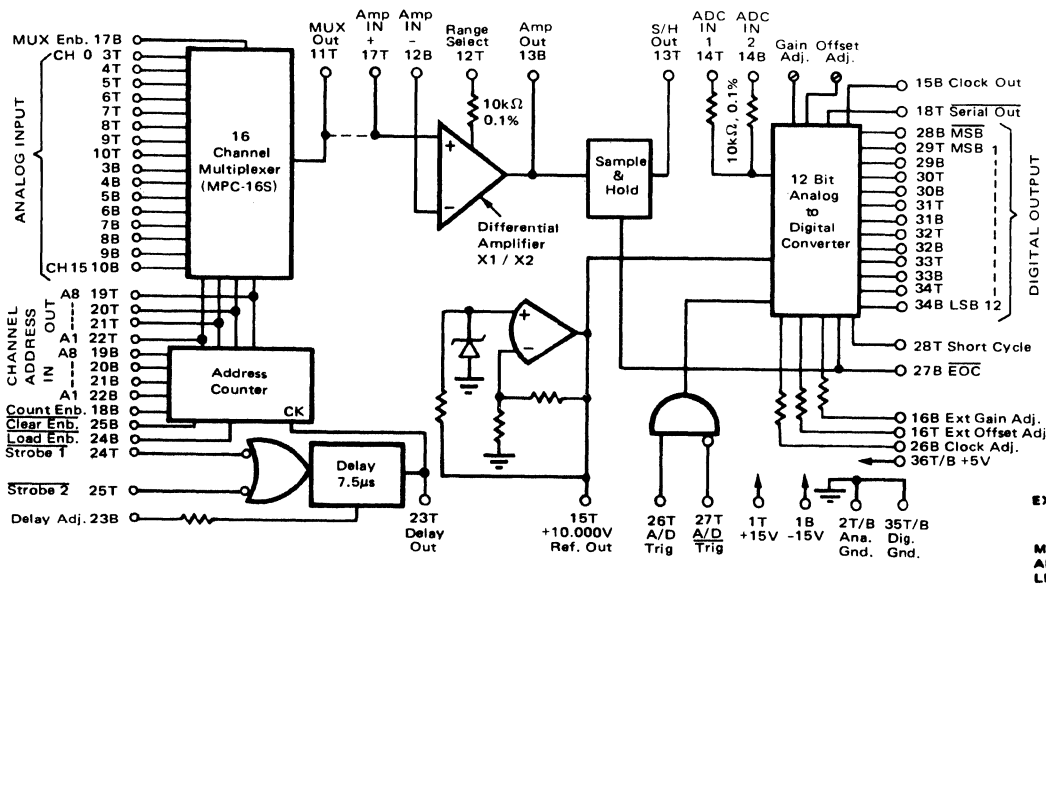 MUX Enb. 17B
CH 0 3T
4T
5T
6T
7T
8T
9T
10T
3B
4B
5B
6B
7B
8B
9B
CH 15 10B
ANALOG INPUT
16
Channel
Multiplexer
(MPC-16S)
MUX
Out
11T
Amp
IN
+
17T
Amp
IN
−
12B
Range
Select
12T
Amp
Out
13B
10kΩ
0.1%
+
−
Differential
Amplifier
X1 / X2
S/H
Out
13T
ADC
IN
1
14T
ADC
IN
2
14B
10kΩ, 0.1%
Sample
&
Hold
Gain
Adj.
Offset
Adj.
12 Bit
Analog
to
Digital
Converter
15B Clock Out
18T Serial Out
28B MSB
29T MSB 1
29B
30T
30B
31T
31B
32T
32B
33T
33B
34T
34B LSB 12
DIGITAL OUTPUT
28T Short Cycle
27B EOC
16B Ext Gain Adj.
16T Ext Offset Adj
26B Clock Adj.
36T/B +5V
CHANNEL
ADDRESS
OUT
IN
A8 19T
20T
21T
A1 22T
A8 19B
20B
21B
A1 22B
Count Enb. 18B
Clear Enb. 25B
Load Enb. 24B
Strobe 1 24T
Strobe 2 25T
Delay Adj. 23B
Address
Counter
CK
Delay
7.5µs
23T
Delay
Out
+
−
15T
+10.000V
Ref. Out
26T
A/D
Trig
27T
A/D
Trig
1T
+15V
1B
-15V
2T/B
Ana.
Gnd.
35T/B
Dig.
Gnd.